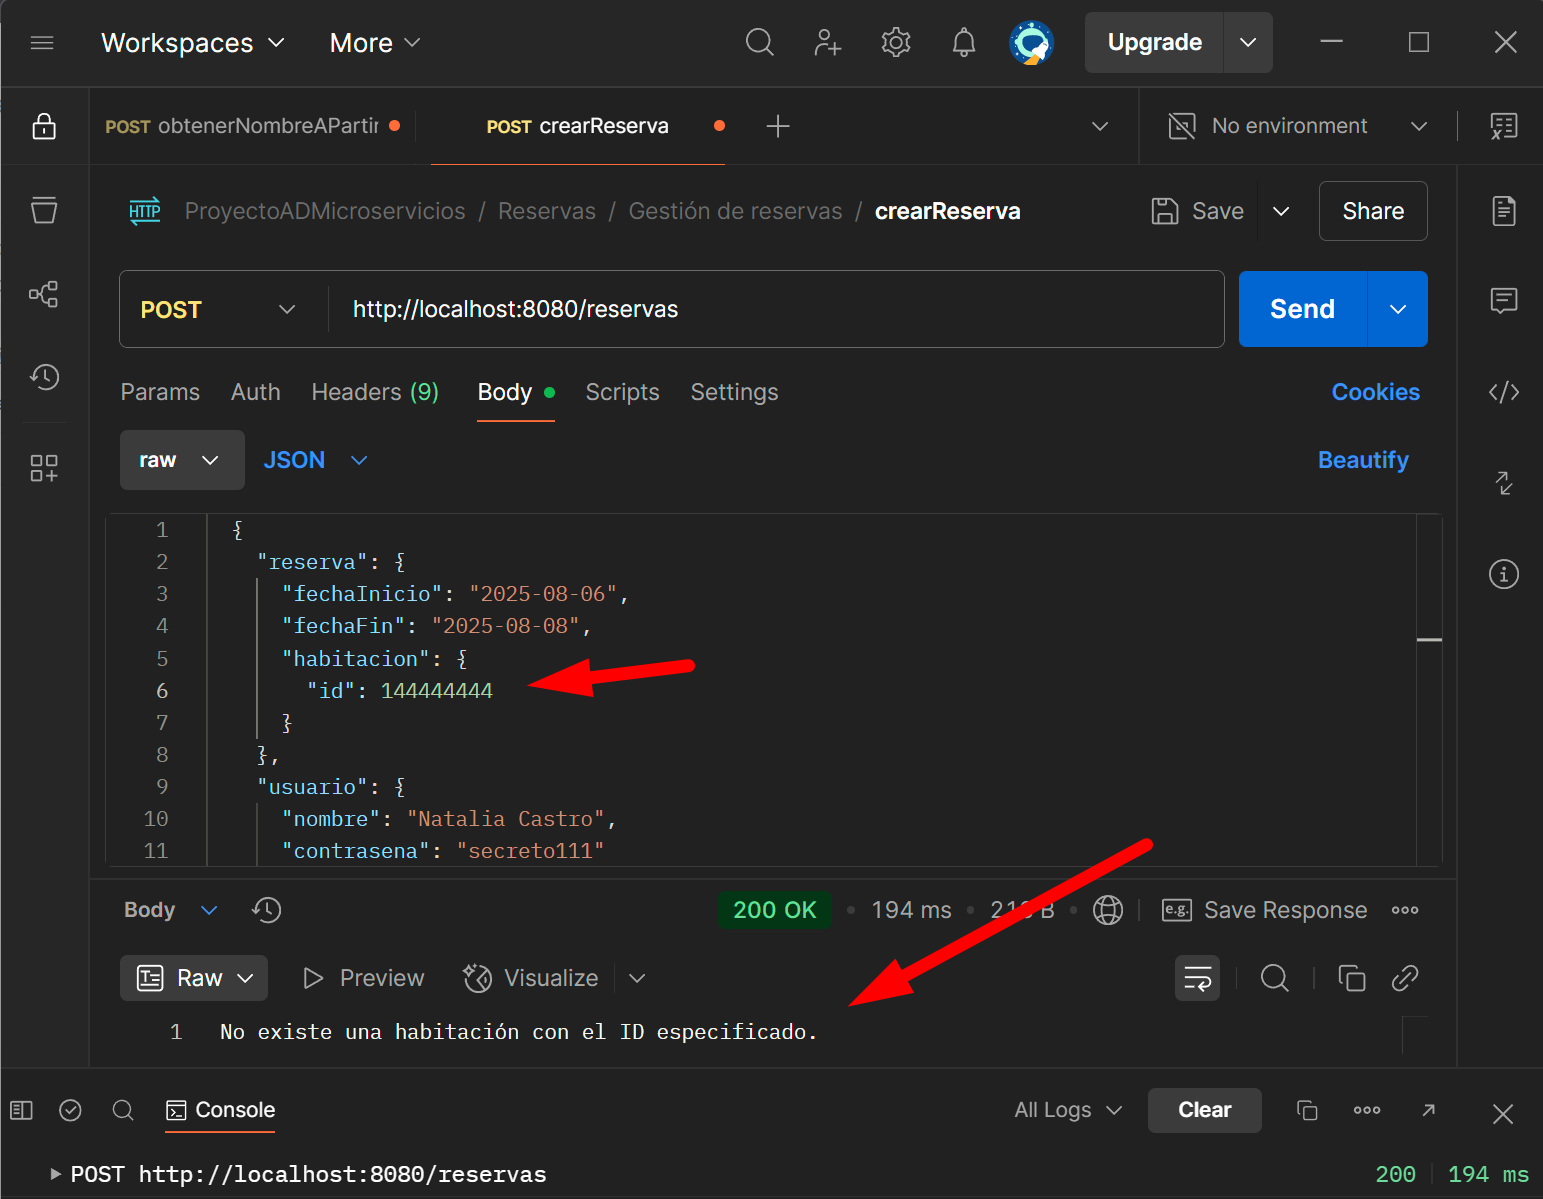 Workspaces More Upgrade
POST obtenerNombreAPartir POST crearReserva No environment
HTTP ProyectoADMicroservicios / Reservas / Gestión de reservas / crearReserva Save Share
POST http://localhost:8080/reservas Send
Params Auth Headers (9) Body Scripts Settings Cookies
raw JSON Beautify
1 {
2 "reserva": {
3 "fechaInicio": "2025-08-06",
4 "fechaFin": "2025-08-08",
5 "habitacion": {
6 "id": 144444444
7 }
8 },
9 "usuario": {
10 "nombre": "Natalia Castro",
11 "contrasena": "secreto111"
Body 200 OK • 194 ms • B • e.g. Save Response
Raw Preview Visualize
1 No existe una habitación con el ID especificado.
Console All Logs Clear
POST http://localhost:8080/reservas 200 194 ms